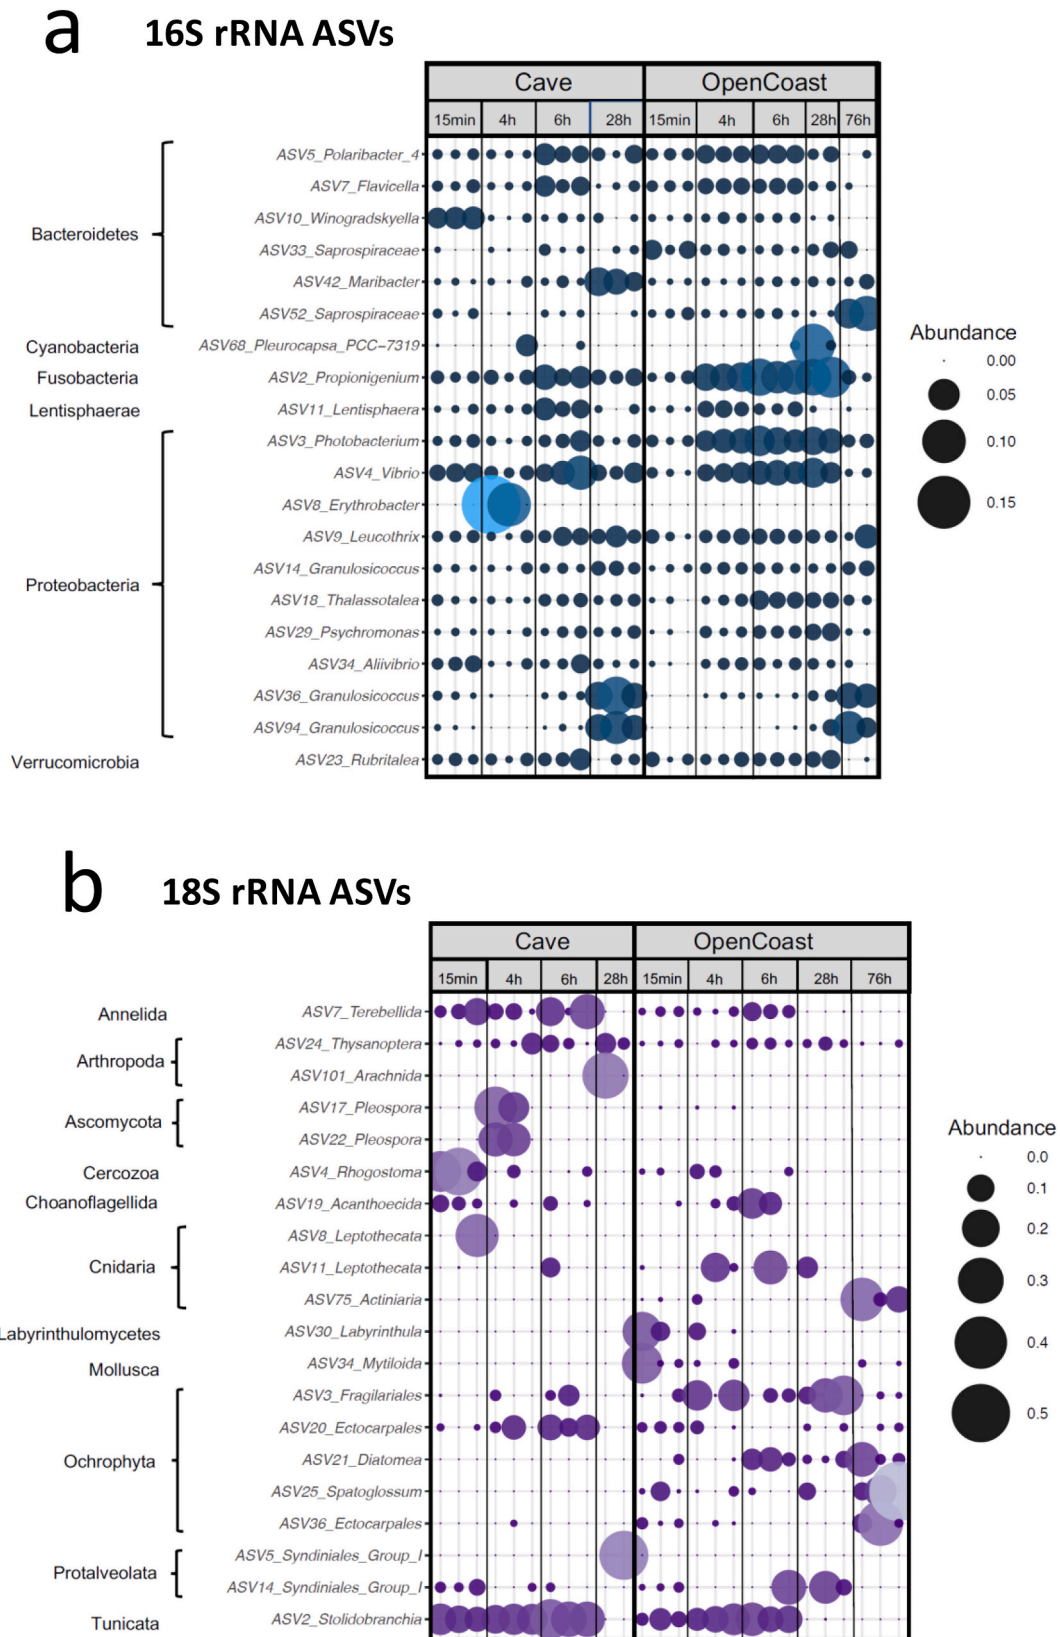 a
16S rRNA ASVs
Cave OpenCoast
15min 4h 6h 28h 15min 4h 6h 28h 76h
Bacteroidetes
ASV5_Polaribacter_4
ASV7_Flavicella
ASV10_Winogradskyella
ASV33_Saprospiraceae
ASV42_Maribacter
ASV52_Saprospiraceae
Cyanobacteria ASV68_Pleurocapsa_PCC−7319
Fusobacteria ASV2_Propionigenium
Lentisphaerae ASV11_Lentisphaera
Proteobacteria
ASV3_Photobacterium
ASV4_Vibrio
ASV8_Erythrobacter
ASV9_Leucothrix
ASV14_Granulosicoccus
ASV18_Thalassotalea
ASV29_Psychromonas
ASV34_Aliivibrio
ASV36_Granulosicoccus
ASV94_Granulosicoccus
Verrucomicrobia ASV23_Rubritalea
Abundance
0.00
0.05
0.10
0.15
b
18S rRNA ASVs
Cave OpenCoast
15min 4h 6h 28h 15min 4h 6h 28h 76h
Annelida ASV7_Terebellida
Arthropoda
ASV24_Thysanoptera
ASV101_Arachnida
Ascomycota
ASV17_Pleospora
ASV22_Pleospora
Cercozoa ASV4_Rhogostoma
Choanoflagellida ASV19_Acanthoecida
Cnidaria
ASV8_Leptothecata
ASV11_Leptothecata
ASV75_Actiniaria
Labyrinthulomycetes ASV30_Labyrinthula
Mollusca ASV34_Mytiloida
Ochrophyta
ASV3_Fragilariales
ASV20_Ectocarpales
ASV21_Diatomea
ASV25_Spatoglossum
ASV36_Ectocarpales
Protalveolata
ASV5_Syndiniales_Group_I
ASV14_Syndiniales_Group_I
Tunicata ASV2_Stolidobranchia
Abundance
0.0
0.1
0.2
0.3
0.4
0.5